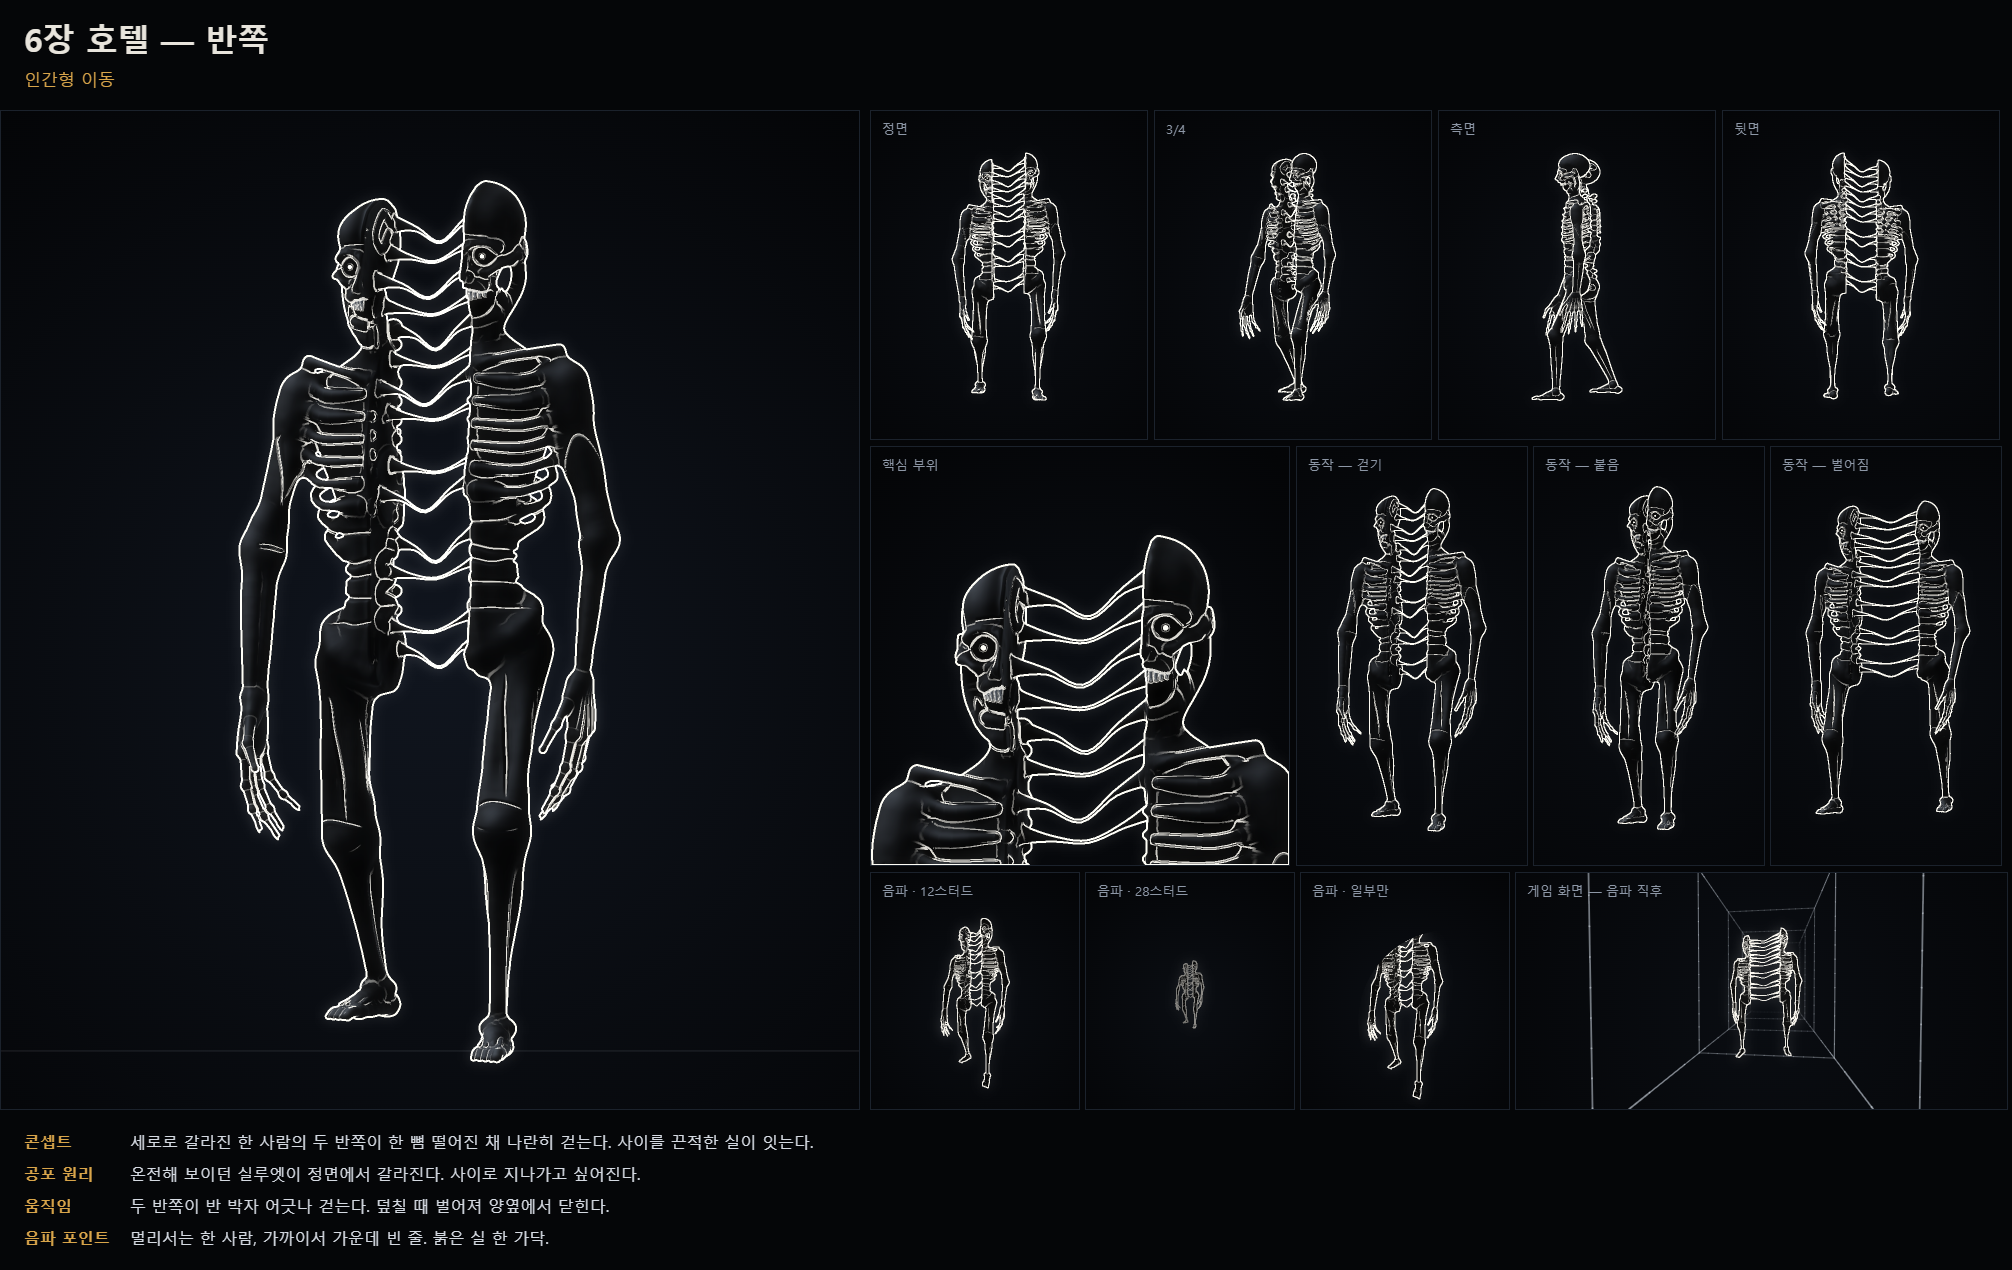 6장 호텔 — 반쪽
인간형 이동
정면
3/4
측면
뒷면
핵심 부위
동작 — 걷기
동작 — 붙음
동작 — 벌어짐
음파 · 12스터드
음파 · 28스터드
음파 · 일부만
게임 화면 — 음파 직후
콘셉트 세로로 갈라진 한 사람의 두 반쪽이 한 뼘 떨어진 채 나란히 걷는다. 사이를 끈적한 실이 잇는다.
공포 원리 온전해 보이던 실루엣이 정면에서 갈라진다. 사이로 지나가고 싶어진다.
움직임 두 반쪽이 반 박자 어긋나 걷는다. 덮칠 때 벌어져 양옆에서 닫힌다.
음파 포인트 멀리서는 한 사람, 가까이서 가운데 빈 줄. 붉은 실 한 가닥.